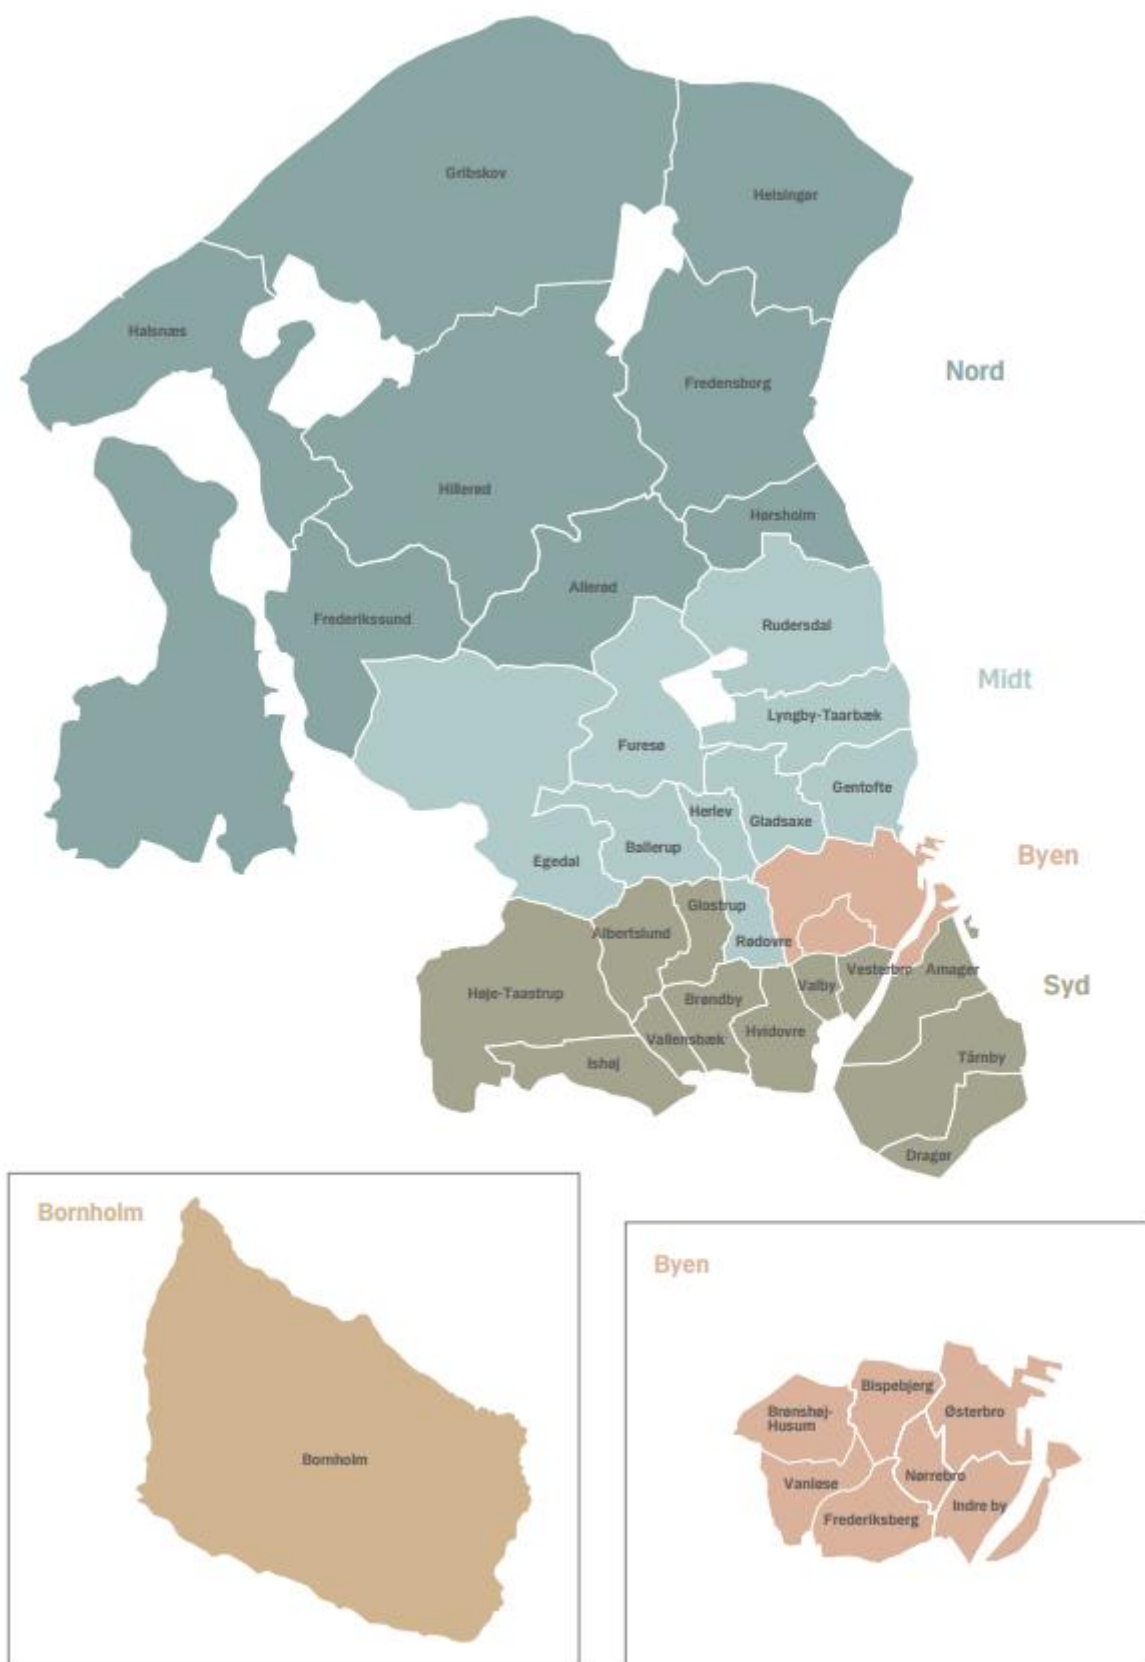 Gribskov
Helsingør
Halsnæs
Nord
Fredensborg
Hillerød
Hørsholm
Allerød
Frederikssund
Rudersdal
Midt
Lyngby-Taarbæk
Furesø
Gentofte
Herlev
Gladsaxe
Ballerup
Byen
Egedal
Glostrup
Albertslund
Rødovre
Vesterbro
Amager
Syd
Valby
Høje-Taastrup
Brøndby
Hvidovre
Vallensbæk
Ishøj
Tårnby
Dragør
Bornholm
Bornholm
Byen
Bispebjerg
Brønshøj-
Husum
Østerbro
Nørrebro
Vanløse
Indre by
Frederiksberg